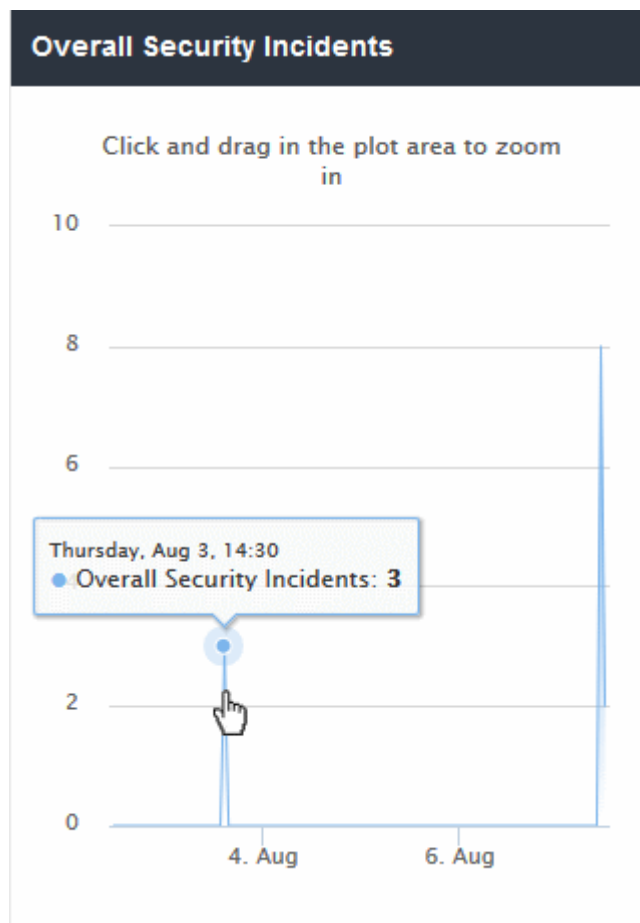 Overall Security Incidents
Click and drag in the plot area to zoom
in
10
8
6
Thursday, Aug 3, 14:30
Overall Security Incidents: 3
2
0
4. Aug
6. Aug